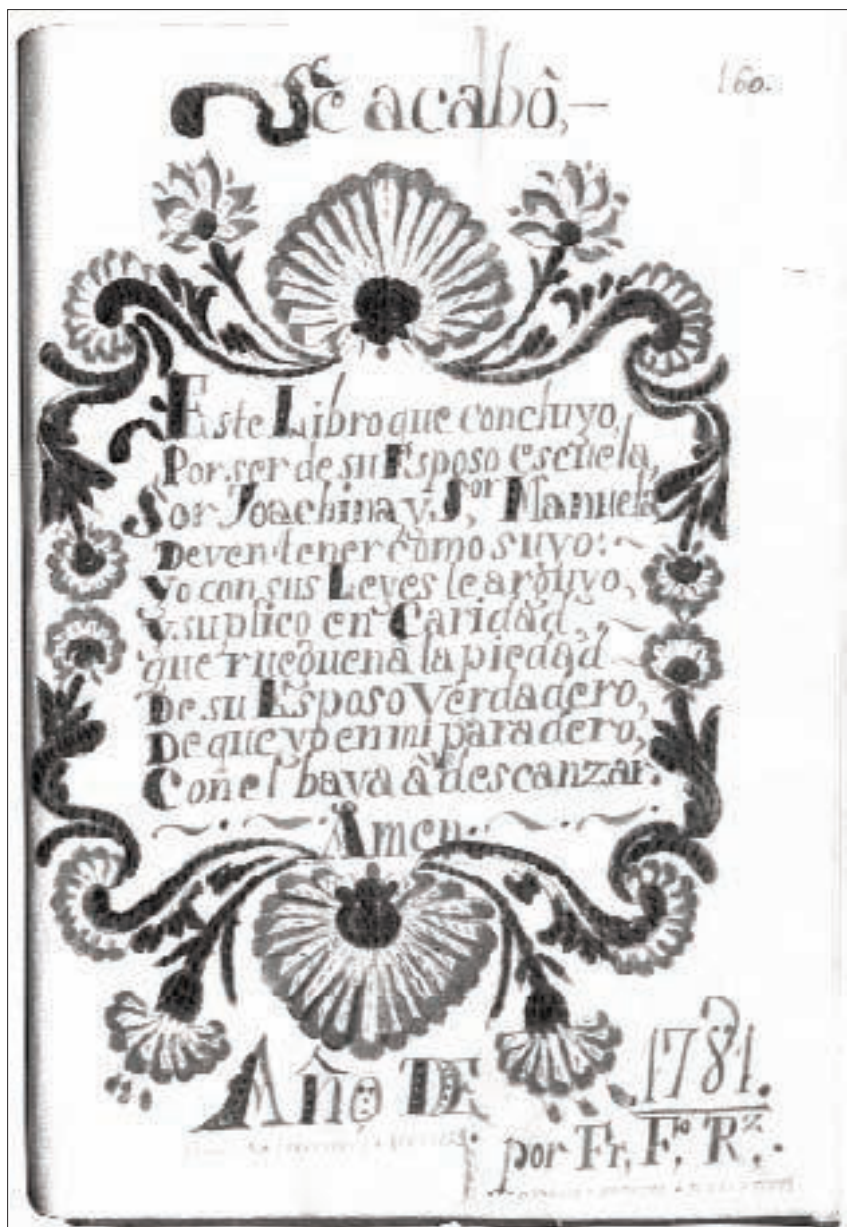 Se acabò,—
160.
Este Libro que concluyo,
Por ser de su Esposo escuela,
Sor Joachina y S.or Manuela
Deven tener como suyo:~
Yo con sus Leyes le arguyo,
y suplico en Caridad,
que rueguen à la piedad
De su Esposo Verdadero,
De que yo en mi paradero,
Con el baya à descanzar.
Amen.
Año DE 1781.
por Fr, F.co, R.z,.